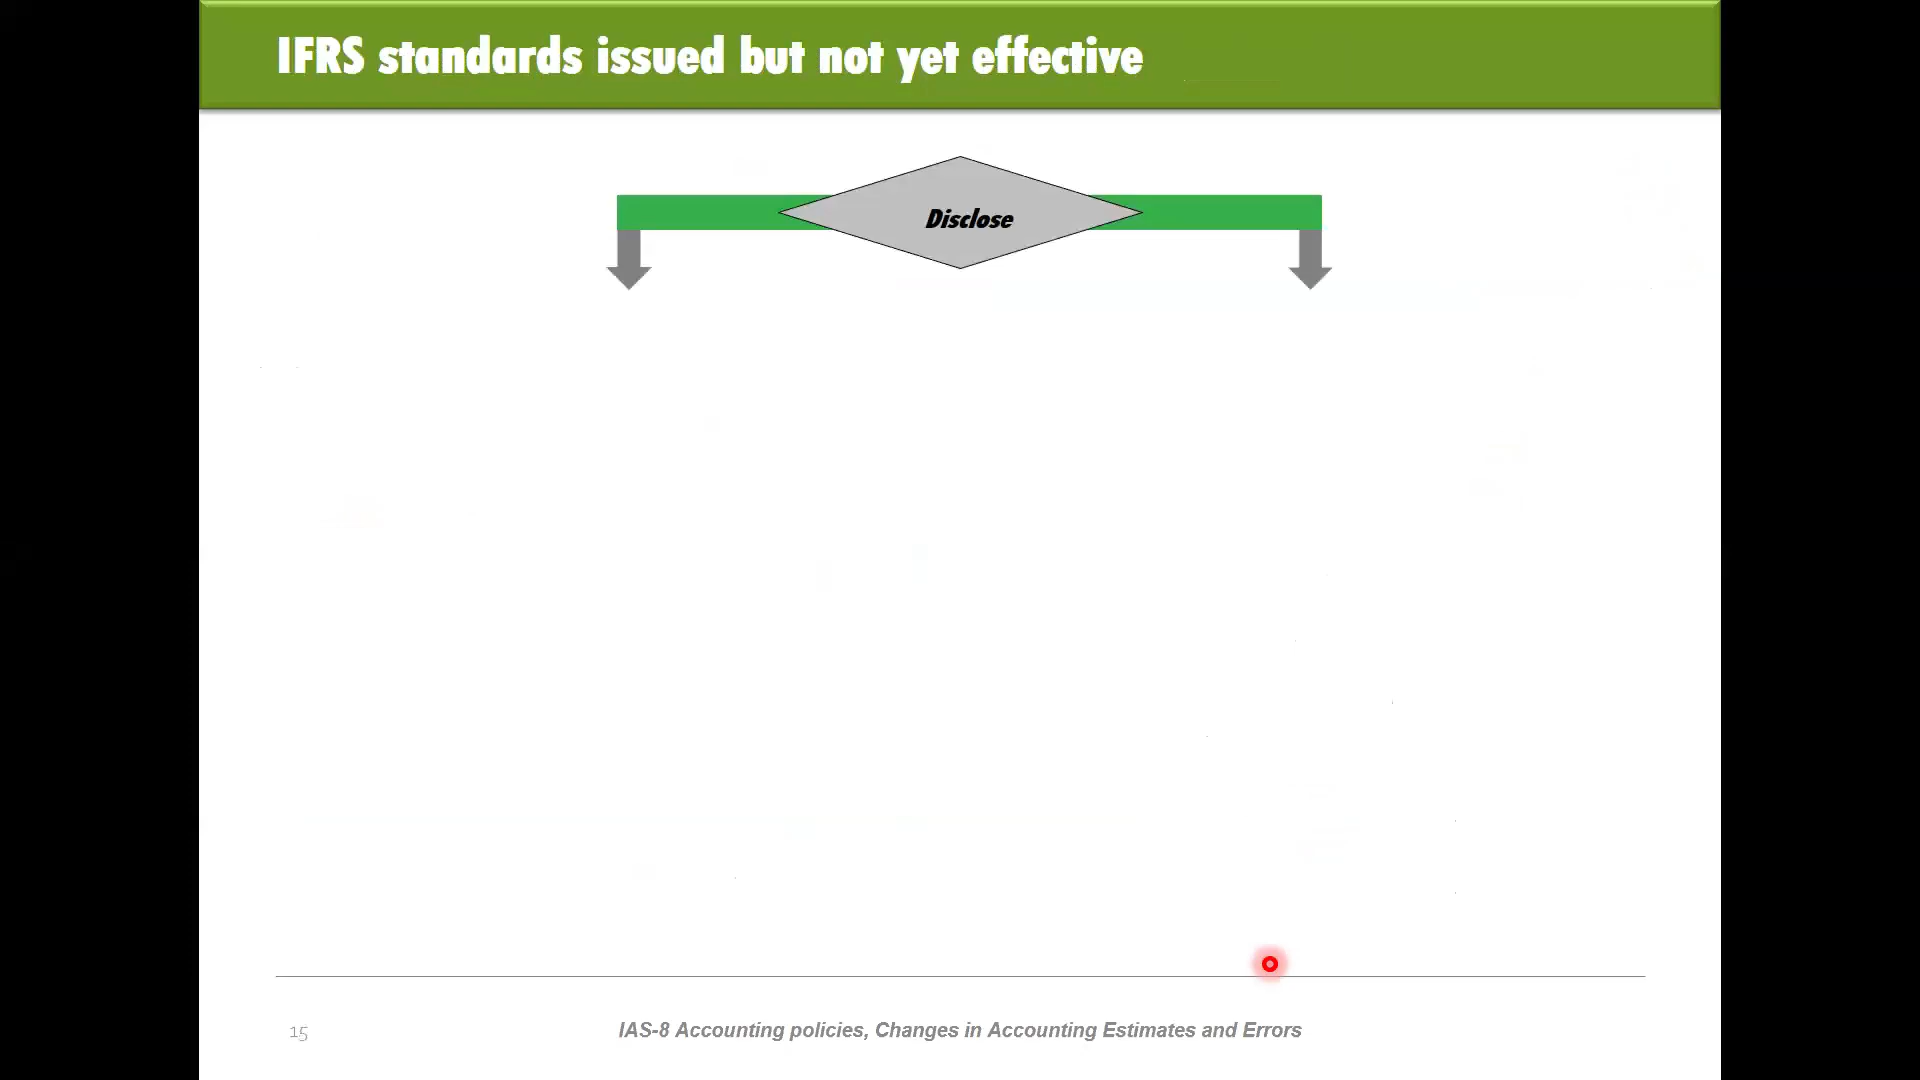 IFRS standards issued but not yet effective
Disclose
15
IAS-8 Accounting policies, Changes in Accounting Estimates and Errors